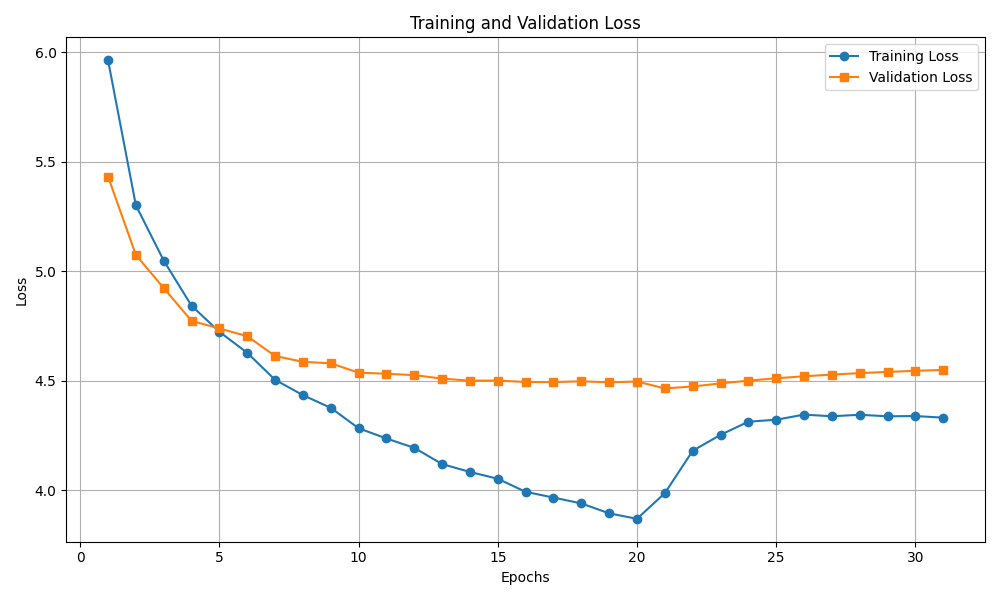 Training and Validation Loss
Training Loss
Validation Loss
6.0
5.5
5.0
4.5
4.0
Loss
0 5 10 15 20 25 30
Epochs